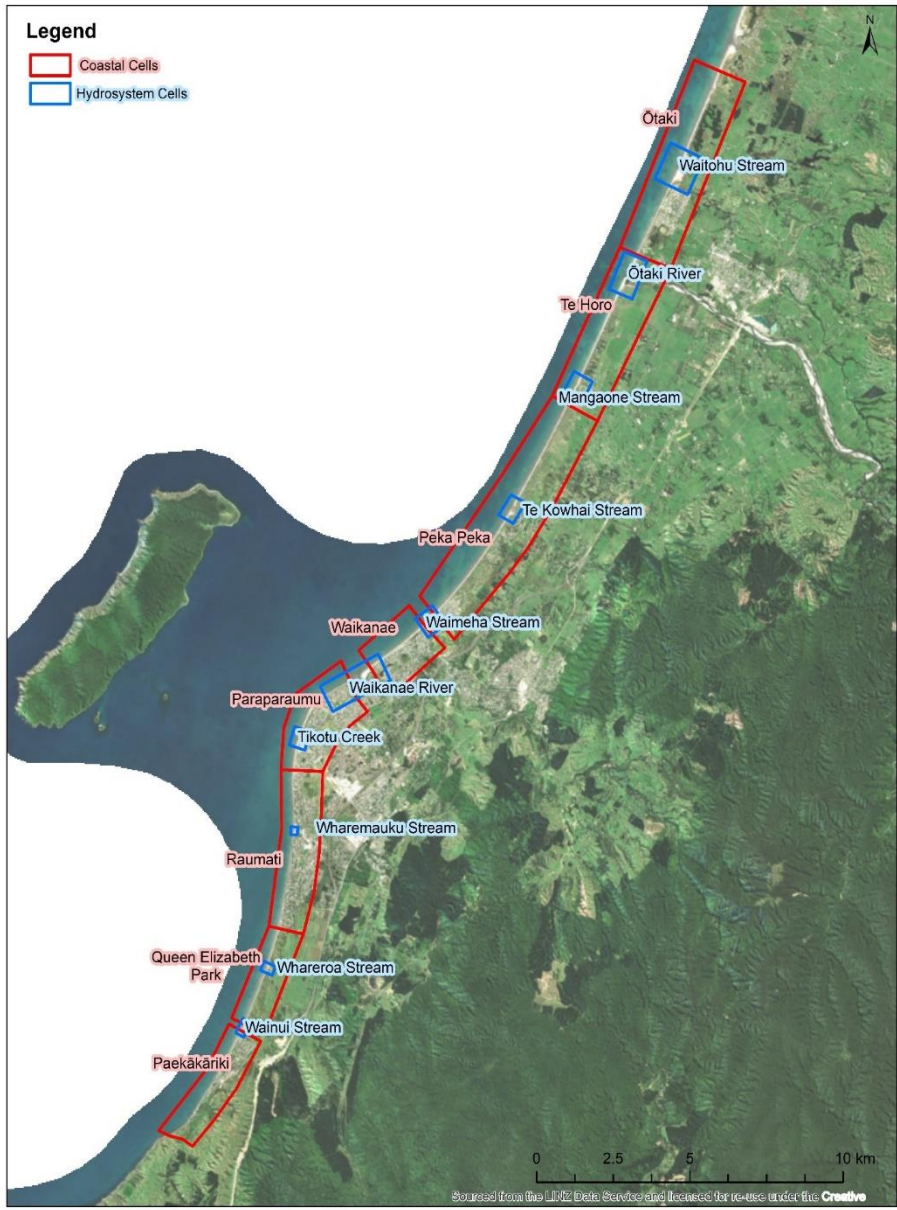 Legend
Coastal Cells
Hydrosystem Cells
N
Ōtaki
Waitohu Stream
Ōtaki River
Te Horo
Mangaone Stream
Te Kowhai Stream
Peka Peka
Waimeha Stream
Waikanae
Waikanae River
Paraparaumu
Tikotu Creek
Wharemauku Stream
Raumati
Queen Elizabeth
Park
Whareroa Stream
Wainui Stream
Paekākāriki
0 2.5 5 10 km
Sourced from the LINZ Data Service and licensed for re-use under the Creative